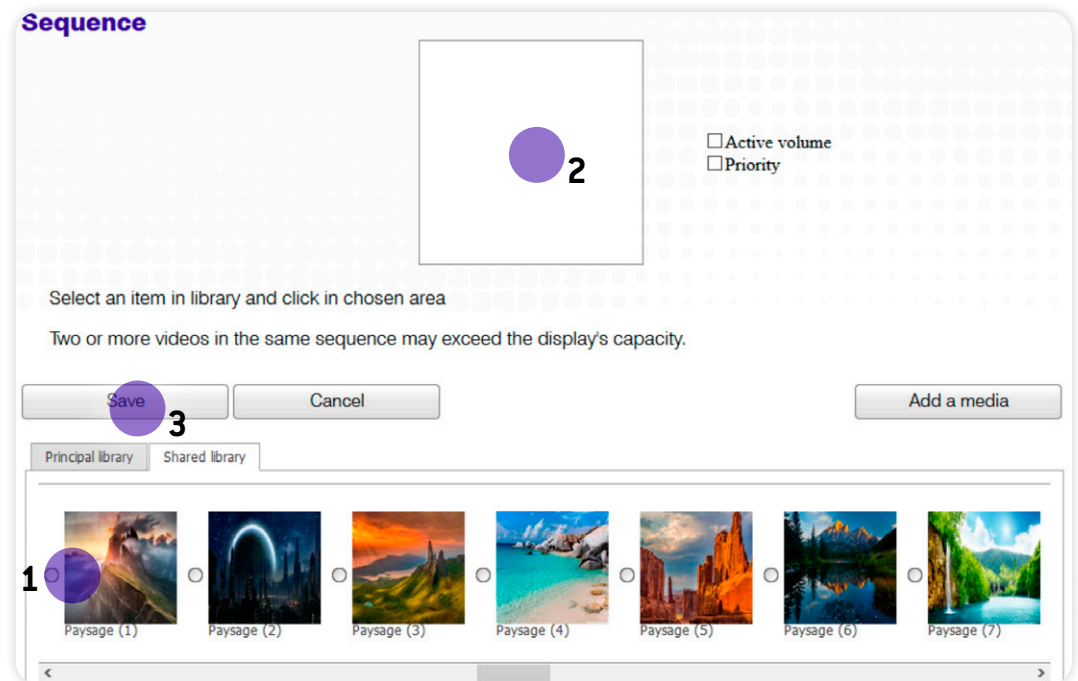 Sequence
2
Active volume
Priority
Select an item in library and click in chosen area
Two or more videos in the same sequence may exceed the display's capacity.
Save
3
Cancel
Add a media
Principal library
Shared library
1
Paysage (1)
Paysage (2)
Paysage (3)
Paysage (4)
Paysage (5)
Paysage (6)
Paysage (7)